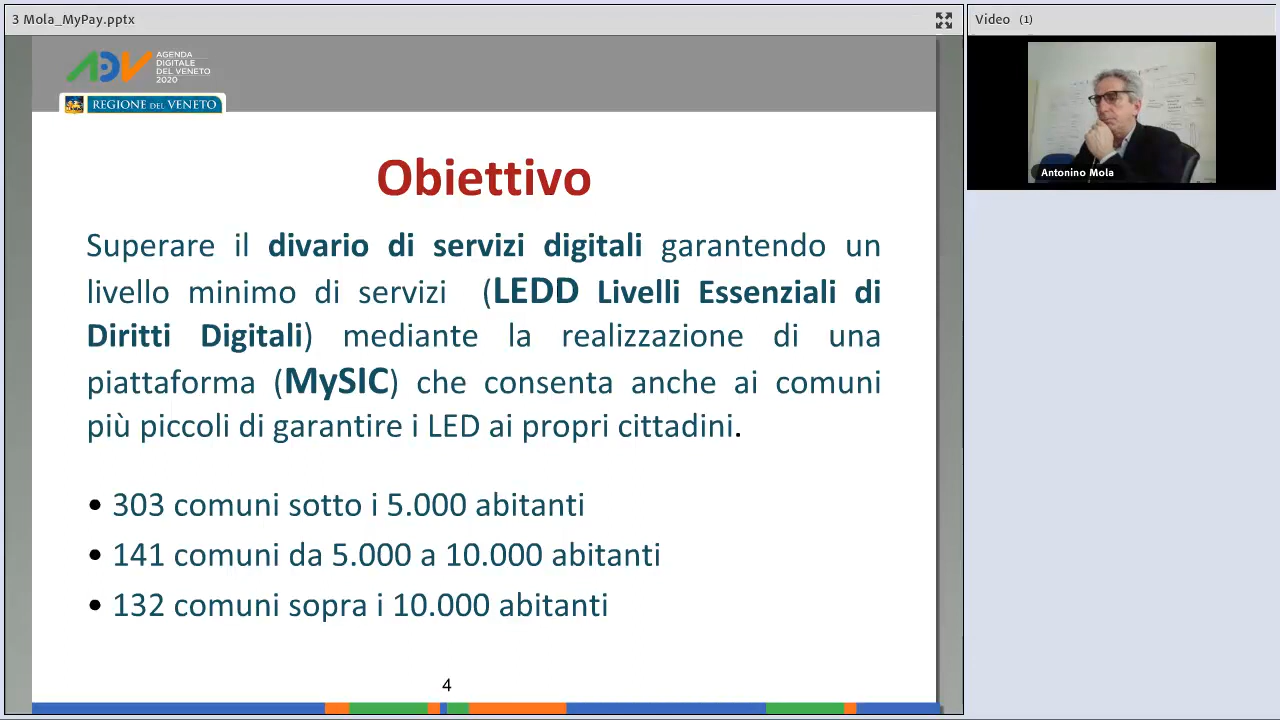 3 Mola_MyPay.pptx
Video (1)
AGENDA
DIGITALE
DEL VENETO
2020
ADV
REGIONE DEL VENETO
Antonino Mola
Obiettivo
Superare il divario di servizi digitali garantendo un
livello minimo di servizi (LEDD Livelli Essenziali di
Diritti Digitali) mediante la realizzazione di una
piattaforma (MySIC) che consenta anche ai comuni
più piccoli di garantire i LED ai propri cittadini.
• 303 comuni sotto i 5.000 abitanti
• 141 comuni da 5.000 a 10.000 abitanti
• 132 comuni sopra i 10.000 abitanti
4